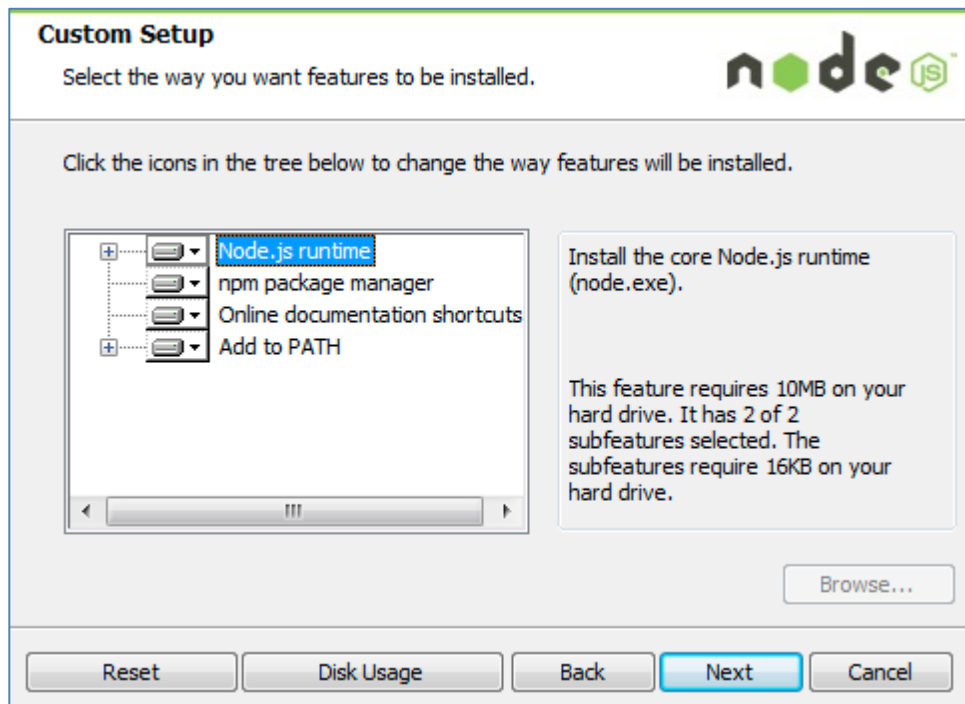 Custom Setup
Select the way you want features to be installed.
node JS ™
Click the icons in the tree below to change the way features will be installed.
Node.js runtime
npm package manager
Online documentation shortcuts
Add to PATH
Install the core Node.js runtime
(node.exe).
This feature requires 10MB on your
hard drive. It has 2 of 2
subfeatures selected. The
subfeatures require 16KB on your
hard drive.
Browse...
Reset
Disk Usage
Back
Next
Cancel